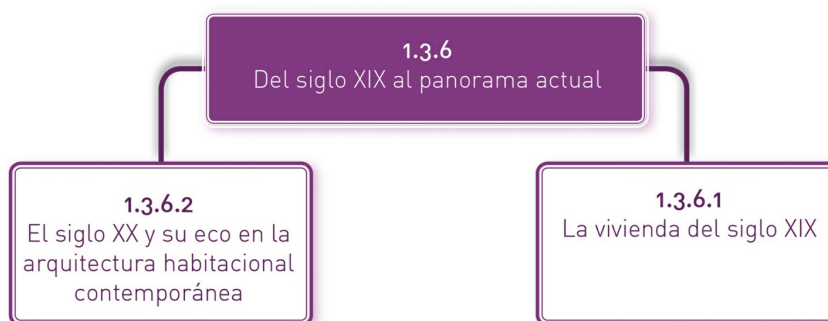 1.3.6
Del siglo XIX al panorama actual
1.3.6.2
El siglo XX y su eco en la
arquitectura habitacional
contemporánea
1.3.6.1
La vivienda del siglo XIX